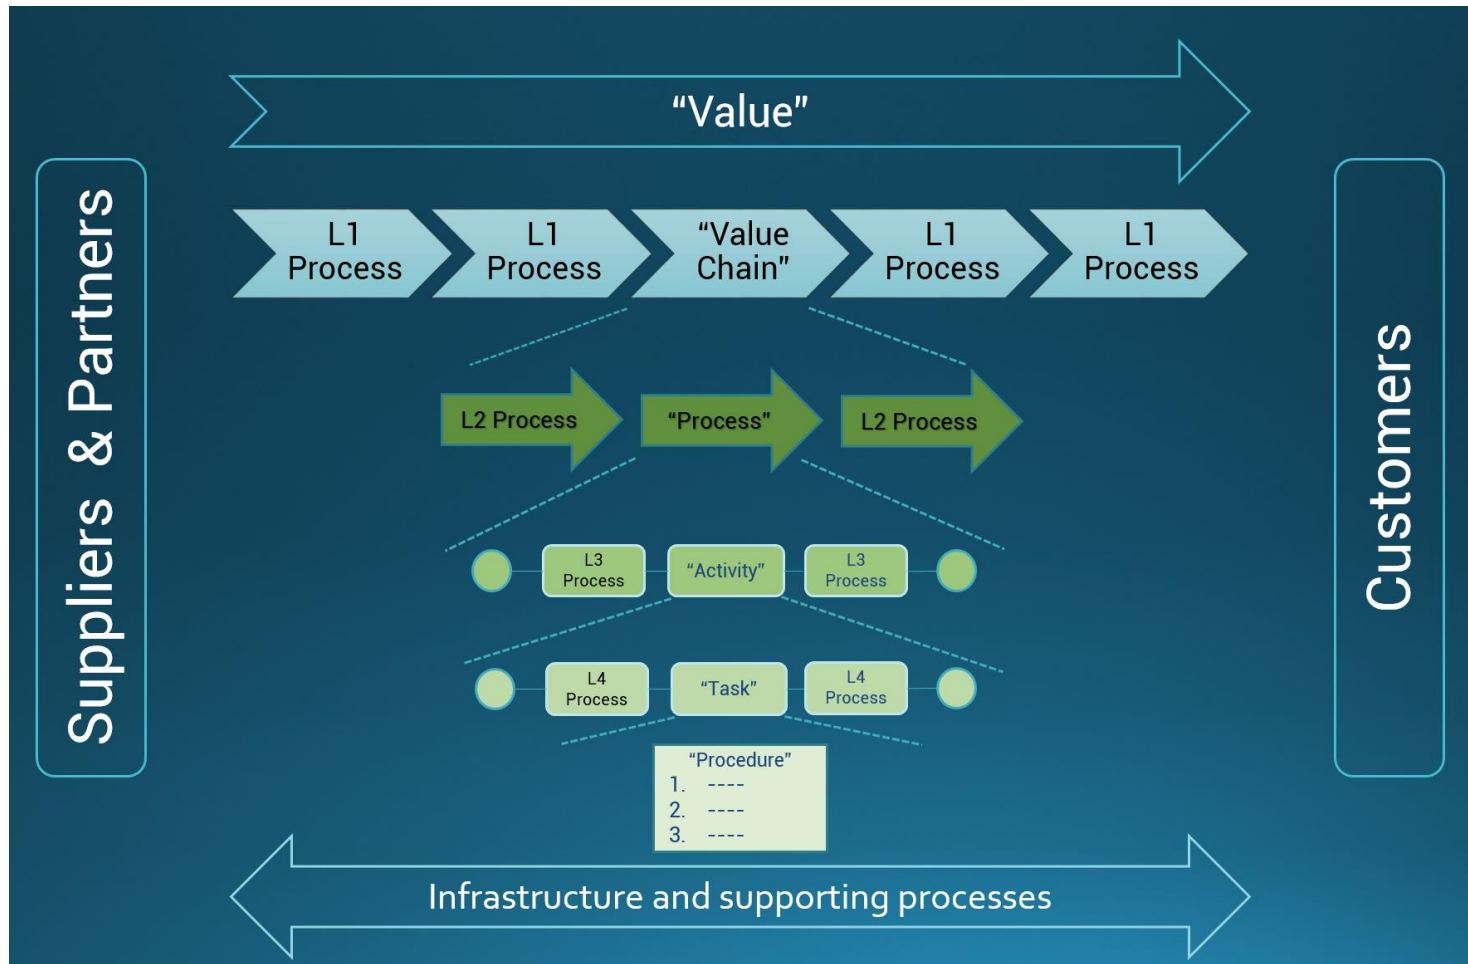 “Value”
Suppliers & Partners
L1
Process
L1
Process
“Value
Chain”
L1
Process
L1
Process
Customers
L2 Process
“Process”
L2 Process
L3
Process
“Activity”
L3
Process
L4
Process
“Task”
L4
Process
“Procedure”
1. ----
2. ----
3. ----
Infrastructure and supporting processes